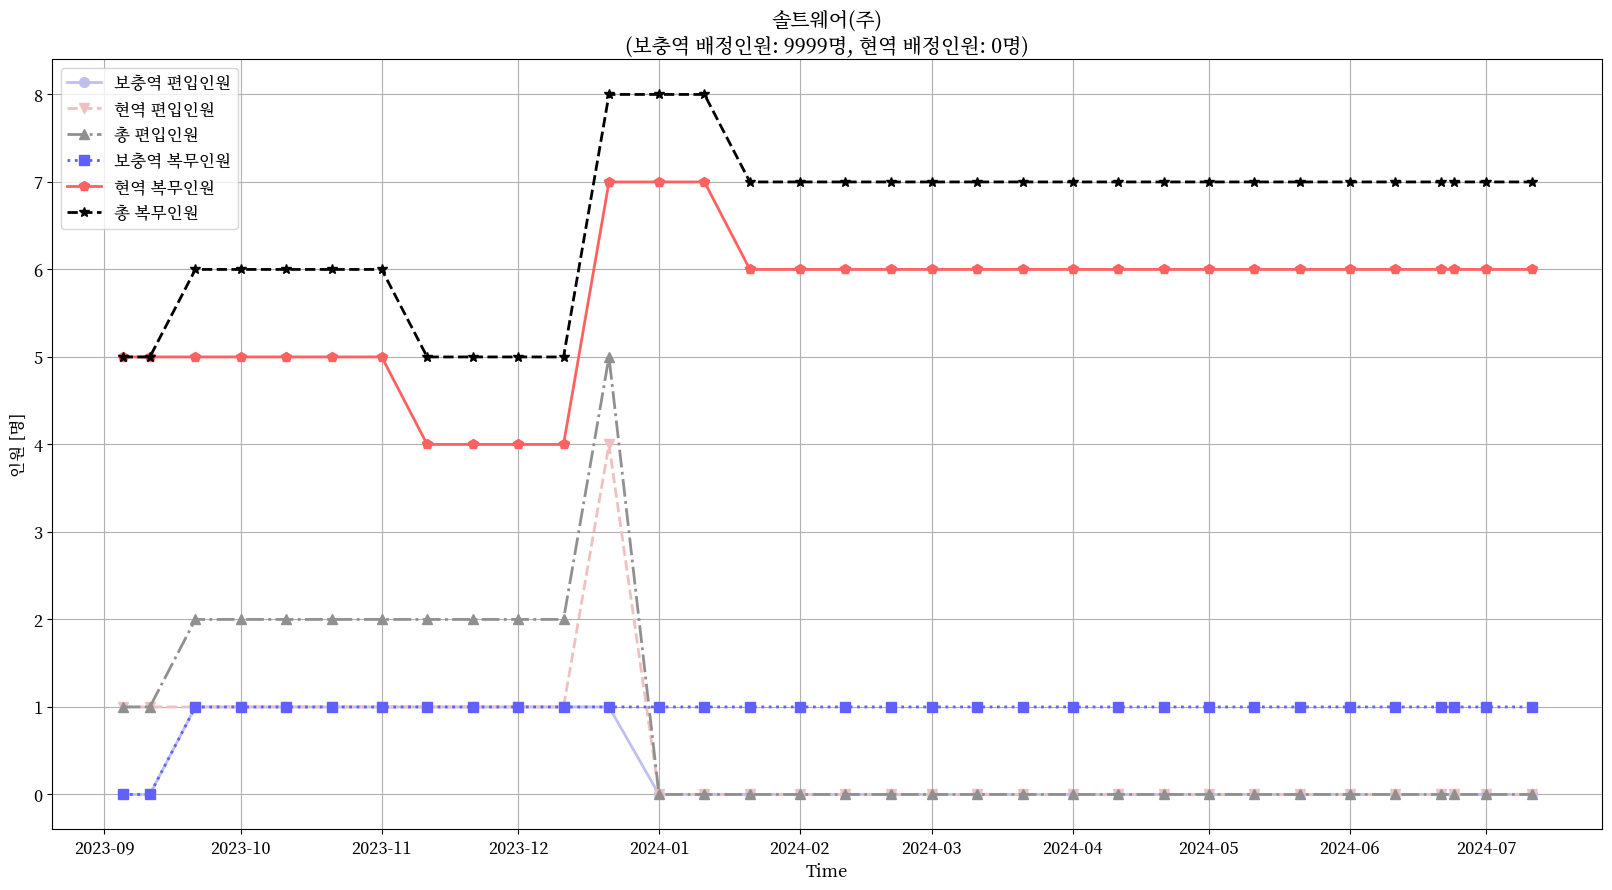 솔트웨어(주)
(보충역 배정인원: 9999명, 현역 배정인원: 0명)
보충역 편입인원
현역 편입인원
총 편입인원
보충역 복무인원
현역 복무인원
총 복무인원
인원 [명]
8
7
6
5
4
3
2
1
0
2023-09 2023-10 2023-11 2023-12 2024-01 2024-02 2024-03 2024-04 2024-05 2024-06 2024-07
Time